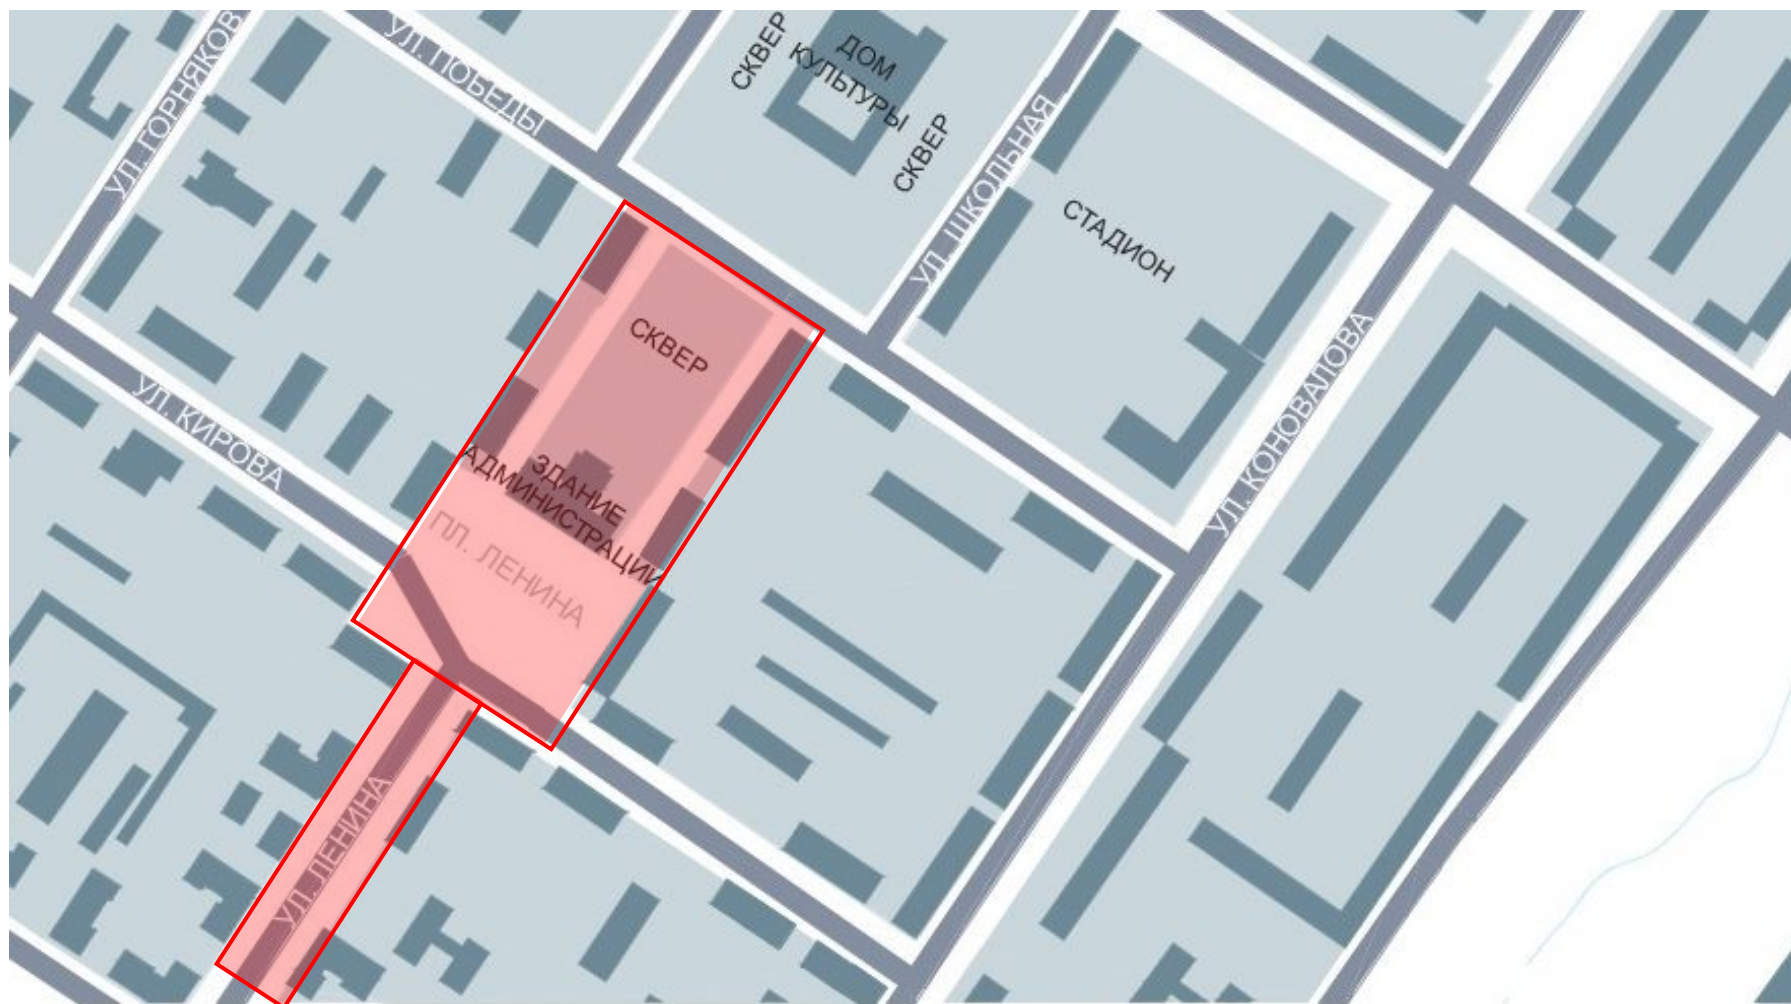 УЛ. ГОРНЯКОВ
УЛ. ПОБЕДЫ
СКВЕР
ДОМ
КУЛЬТУРЫ
СКВЕР
УЛ. ШКОЛЬНАЯ
СТАДИОН
СКВЕР
УЛ. КИРОВА
ЗДАНИЕ
АДМИНИСТРАЦИИ
ПЛ. ЛЕНИНА
УЛ. КОНОВАЛОВА
УЛ. ЛЕНИНА